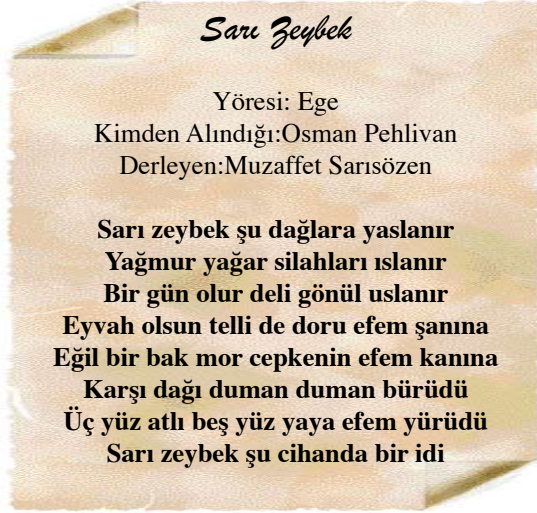 Sarı Zeybek
Yöresi: Ege
Kimden Alındığı:Osman Pehlivan
Derleyen:Muzaffet Sarısözen
Sarı zeybek şu dağlara yaslanır
Yağmur yağar silahları ıslanır
Bir gün olur deli gönül uslanır
Eyvah olsun telli de doru efem şanına
Eğil bir bak mor cepkenin efem kanına
Karşı dağı duman duman bürüdü
Üç yüz atlı beş yüz yaya efem yürüdü
Sarı zeybek şu cihanda bir idi